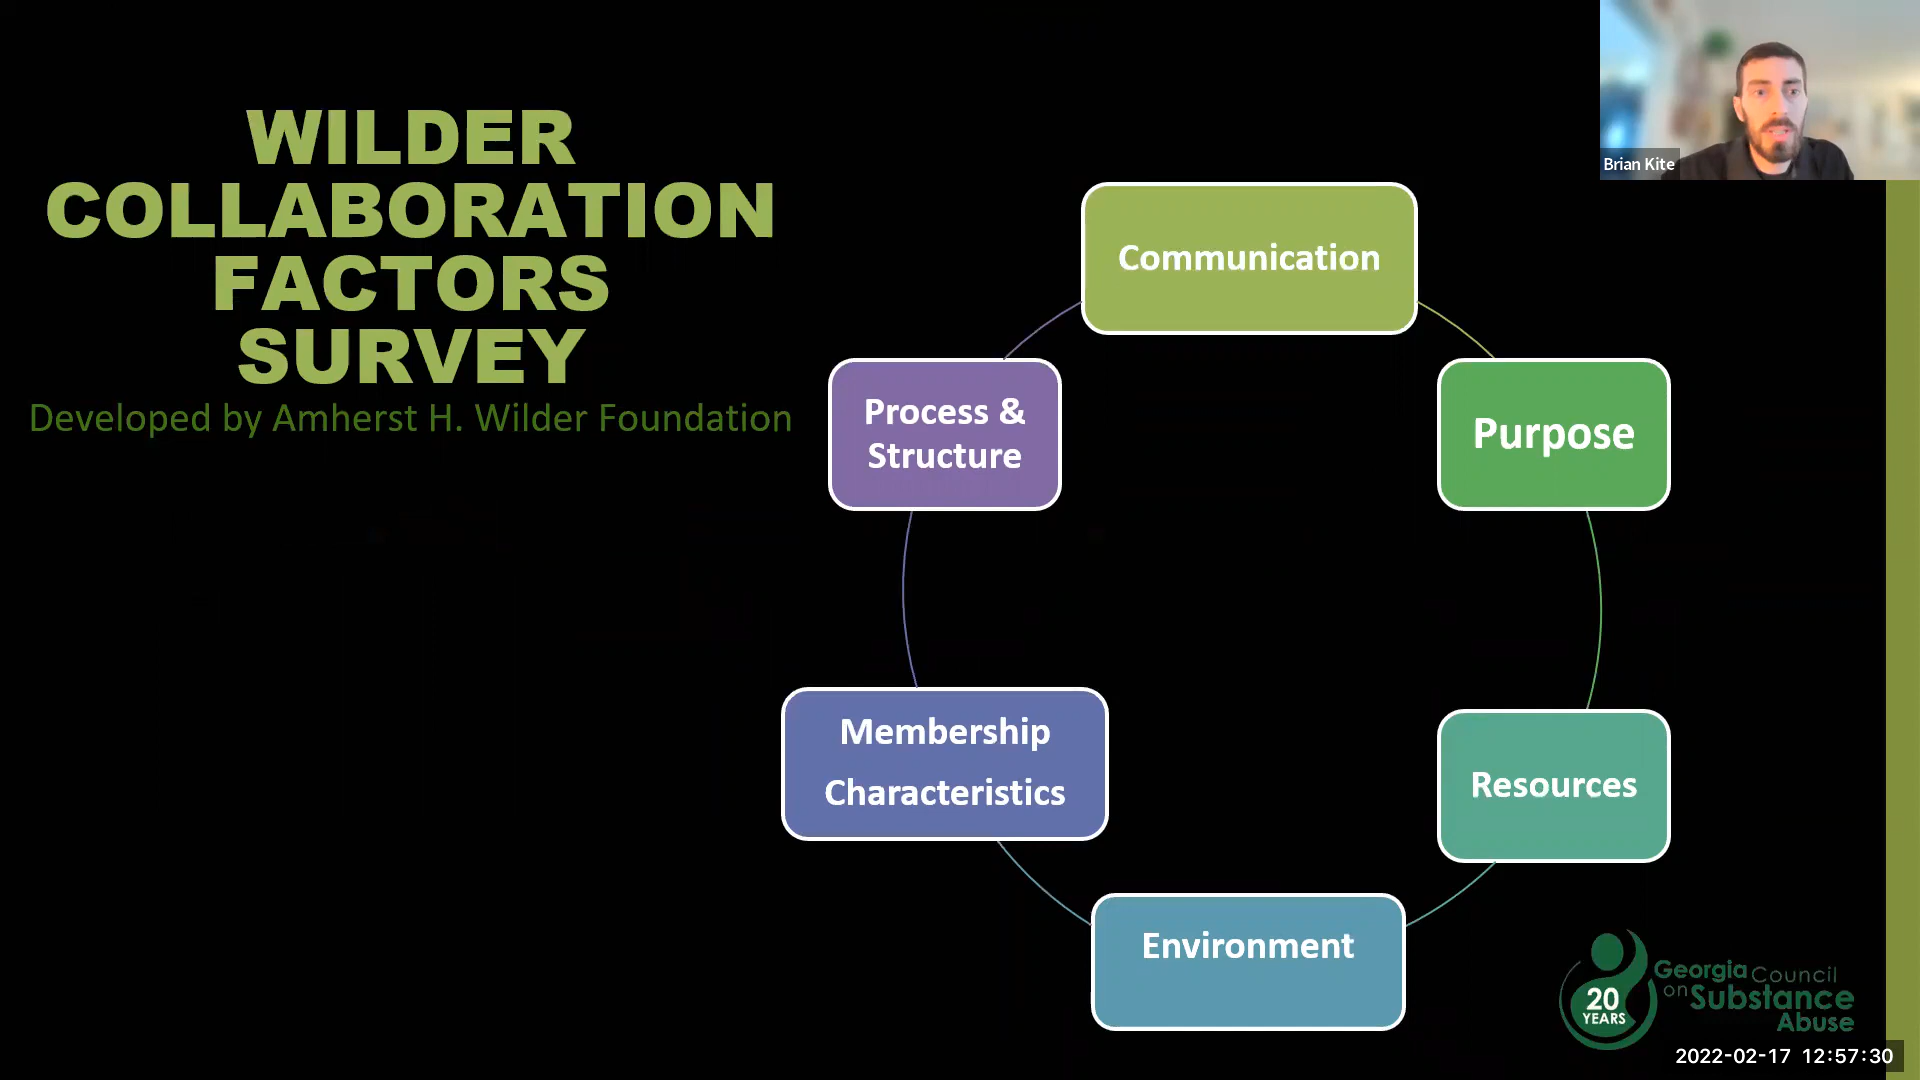 WILDER
COLLABORATION
FACTORS
SURVEY
Developed by Amherst H. Wilder Foundation
Communication
Process &
Structure
Purpose
Membership
Characteristics
Resources
Environment
Brian Kite
20
YEARS
Georgia Council
on Substance
Abuse
2022-02-17 12:57:30